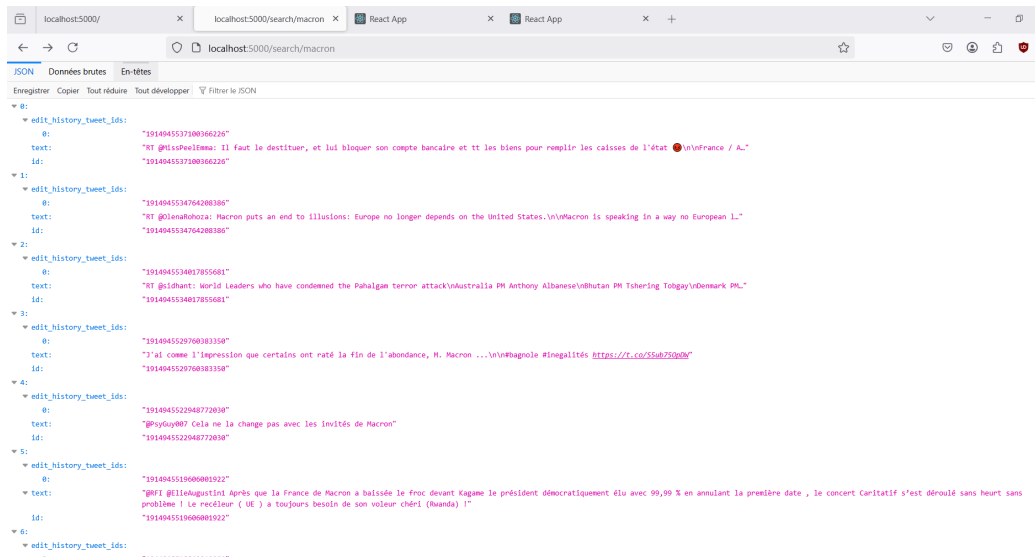 localhost:5000/
localhost:5000/search/macron
React App
React App
localhost:5000/search/macron
JSON Données brutes En-têtes
Enregistrer Copier Tout réduire Tout développer Filtrer le JSON
0:
edit_history_tweet_ids:
0: "1914945537100366226"
text: "RT @MissPeelEmma: Il faut le destituer, et lui bloquer son compte bancaire et tt les biens pour remplir les caisses de l'état 😡\n\nFrance / A…"
id: "1914945537100366226"
1:
edit_history_tweet_ids:
0: "1914945534764208386"
text: "RT @OlenaRohoza: Macron puts an end to illusions: Europe no longer depends on the United States.\n\nMacron is speaking in a way no European l…"
id: "1914945534764208386"
2:
edit_history_tweet_ids:
0: "1914945534017855681"
text: "RT @sidhant: World Leaders who have condemned the Pahalgam terror attack\nAustralia PM Anthony Albanese\nBhutan PM Tshering Tobgay\nDenmark PM…"
id: "1914945534017855681"
3:
edit_history_tweet_ids:
0: "1914945529760383350"
text: "J'ai comme l'impression que certains ont raté la fin de l'abondance, M. Macron ...\n\n#bagnole #inegalités https://t.co/S5ub75OpDW"
id: "1914945529760383350"
4:
edit_history_tweet_ids:
0: "1914945522948772030"
text: "@PsyGuy007 Cela ne la change pas avec les invités de Macron"
id: "1914945522948772030"
5:
edit_history_tweet_ids:
0: "1914945519606001922"
text: "@RFI @ElieAugustin1 Après que la France de Macron a baissée le froc devant Kagame le président démocratiquement élu avec 99,99 % en annulant la première date , le concert Caritatif s’est déroulé sans heurt sans
problème ! Le recéleur ( UE ) a toujours besoin de son voleur chéri (Rwanda) !"
id: "1914945519606001922"
6:
edit_history_tweet_ids: